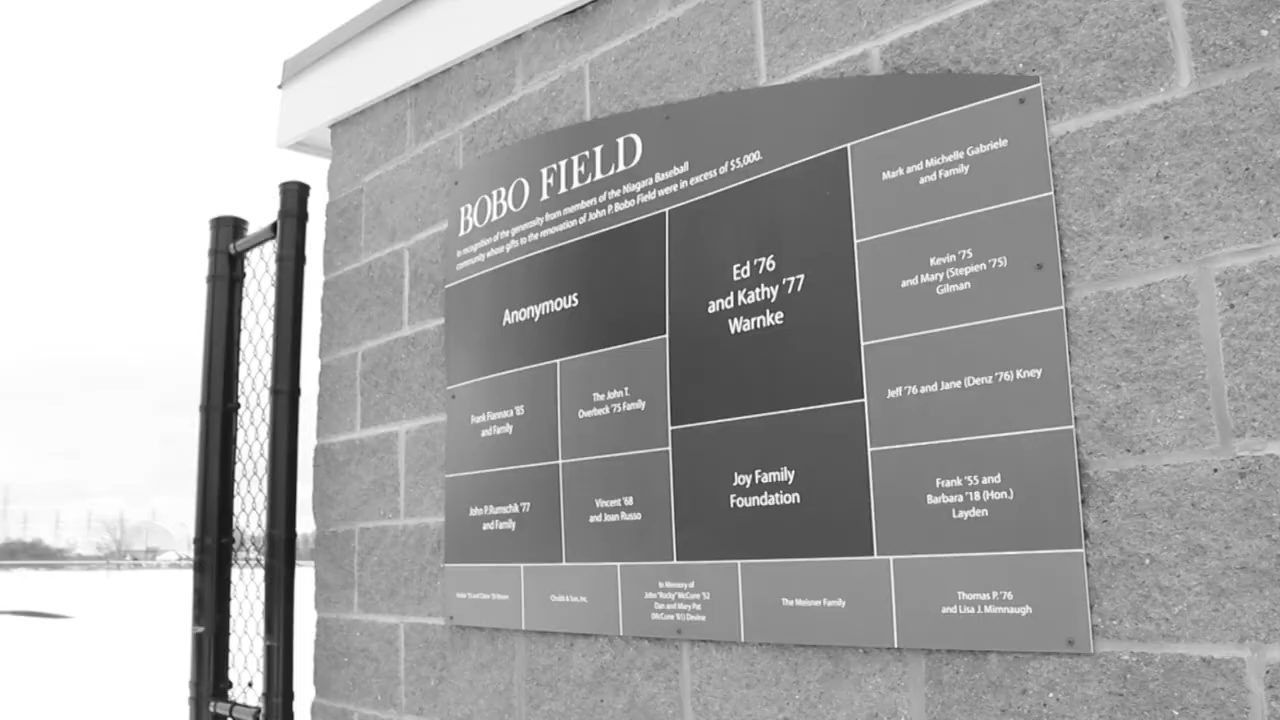 BOBO FIELD
In recognition of the generosity from members of the Niagara Baseball
community whose gifts to the renovation of John P. Bobo Field were in excess of $5,000.
Anonymous
Ed '76
and Kathy '77
Warnke
Mark and Michelle Gabriele
and Family
Kevin '75
and Mary (Stepien '75)
Gilman
Frank Fiannaca '85
and Family
The John T.
Overbeck '75 Family
Jeff '76 and Jane (Denz '76) Kney
John P. Rumschik '77
and Family
Vincent '68
and Joan Russo
Joy Family
Foundation
Frank '55 and
Barbara '18 (Hon.)
Layden
Chubb & Son, Inc.
In Memory of
John "Rocky" McCune '52
Dan and Mary Pat
(McCune '81) Devine
The Meisner Family
Thomas P. '76
and Lisa J. Mirnnaugh